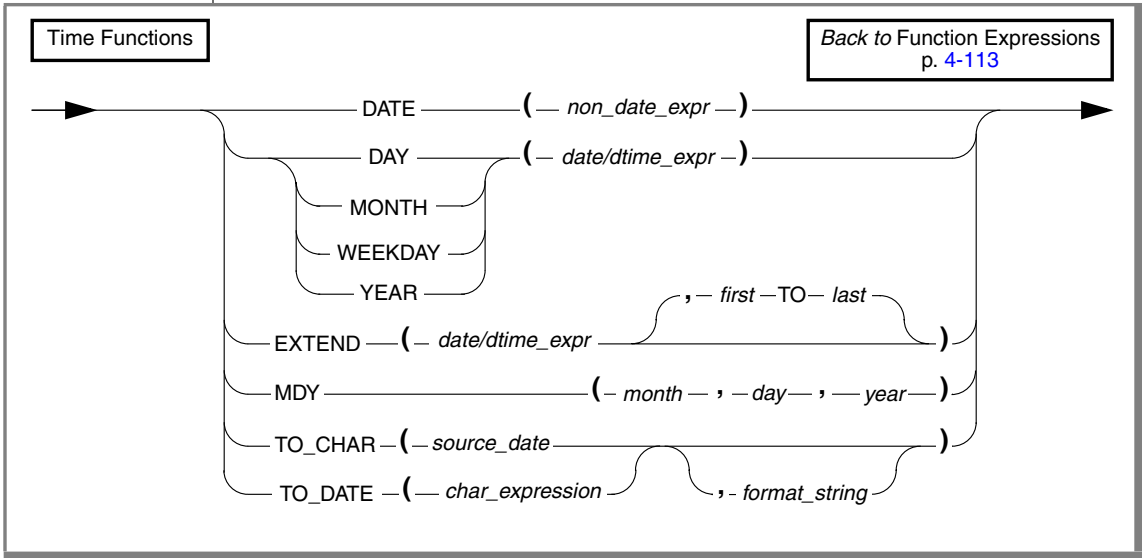 Time Functions
Back to Function Expressions
p. 4-113
DATE ( non_date_expr )
DAY ( date/dtime_expr )
MONTH
WEEKDAY
YEAR
, first TO last
EXTEND ( date/dtime_expr )
MDY ( month , day , year )
TO_CHAR ( source_date )
TO_DATE ( char_expression , format_string